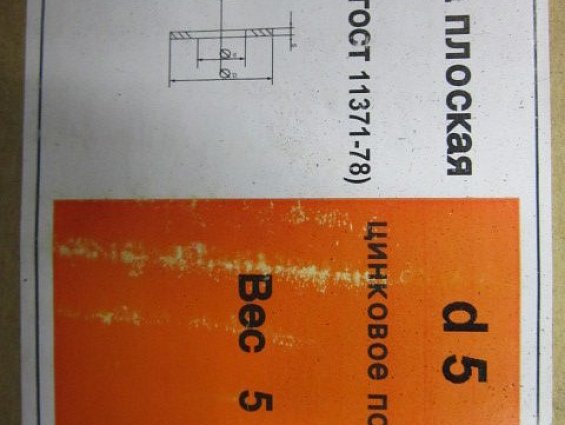 плоская
ГОСТ 11371-78)
d 5
цинковое по
Вес 5